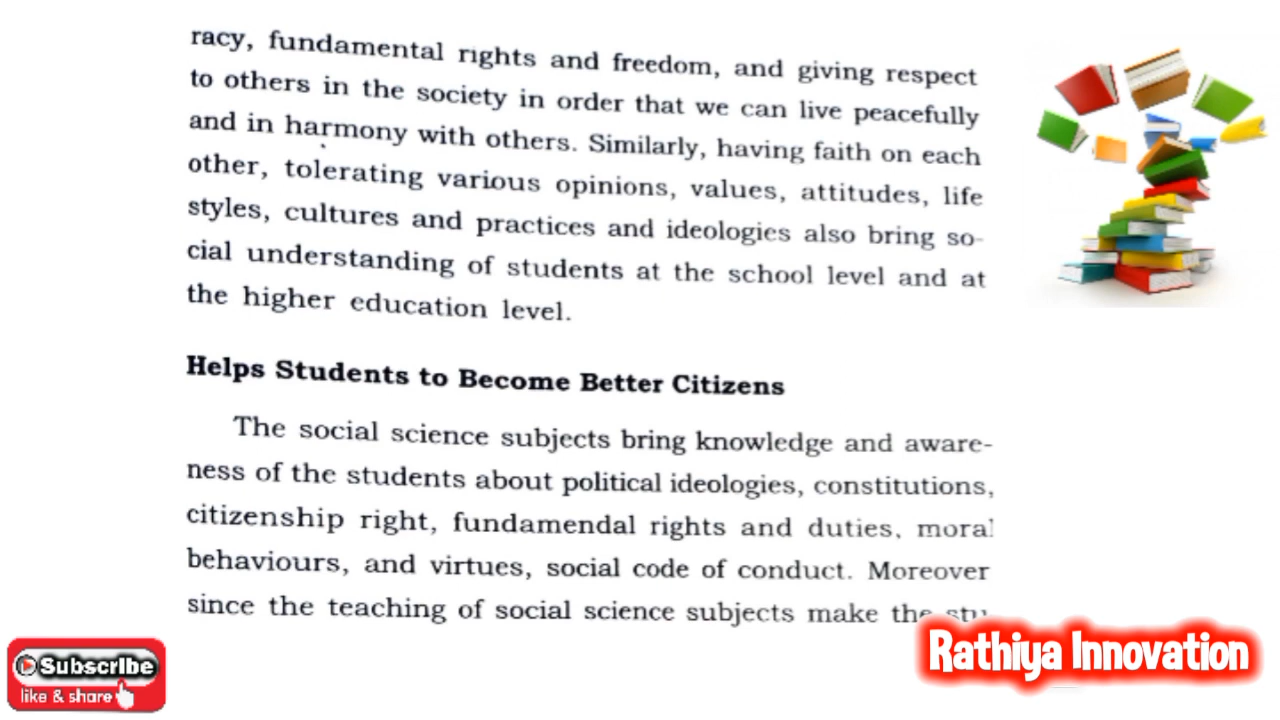 racy, fundamental rights and freedom, and giving respect
to others in the society in order that we can live peacefully
and in harmony with others. Similarly, having faith on each
other, tolerating various opinions, values, attitudes, life
styles, cultures and practices and ideologies also bring so-
cial understanding of students at the school level and at
the higher education level.
Helps Students to Become Better Citizens
The social science subjects bring knowledge and aware-
ness of the students about political ideologies, constitutions,
citizenship right, fundamendal rights and duties, moral
behaviours, and virtues, social code of conduct. Moreover
since the teaching of social science subjects make the stu-
Subscribe
like & share
Rathiya Innovation